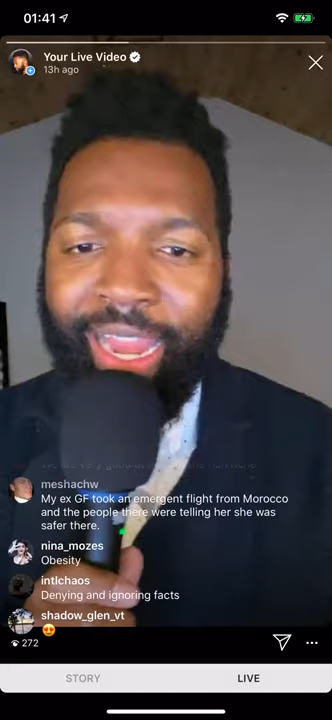 01:41
Your Live Video
13h ago
meshachw
My ex GF took an emergent flight from Morocco
and the people there were telling her she was
safer there.
nina_mozes
Obesity
intlchaos
Denying and ignoring facts
shadow_glen_vt
😍
272
STORY
LIVE